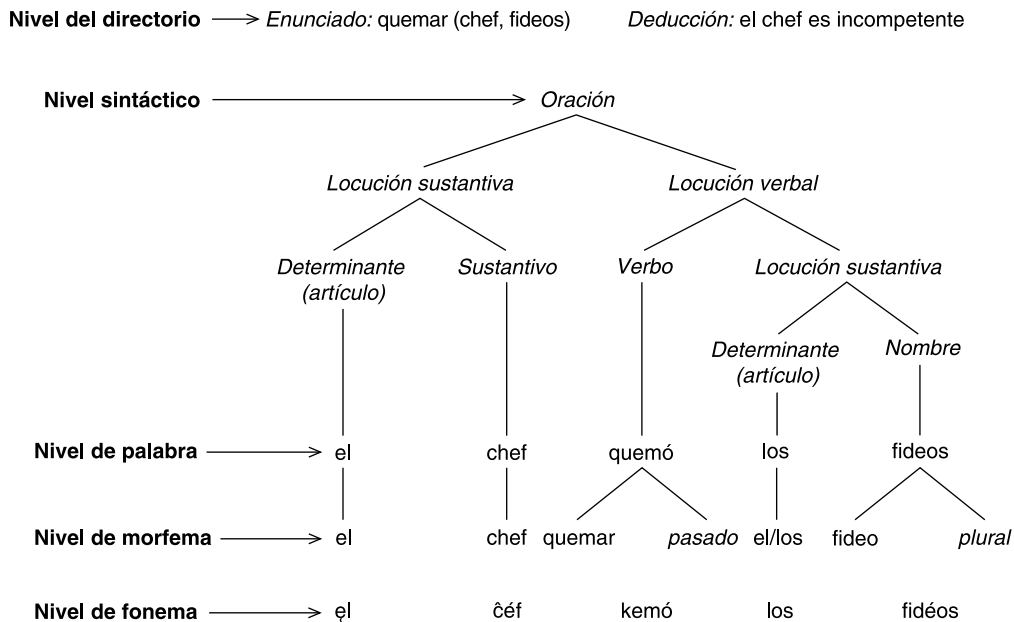 Nivel del directorio Enunciado: quemar (chef, fideos) Deducción: el chef es incompetente
Nivel sintáctico Oración
Locución sustantiva Locución verbal
Determinante Sustantivo Verbo Locución sustantiva
(artículo)
Determinante Nombre
(artículo)
Nivel de palabra el chef quemó los fideos
Nivel de morfema el chef quemar pasado el/los fideo plural
Nivel de fonema ęl ĉéf kemó los fidéos